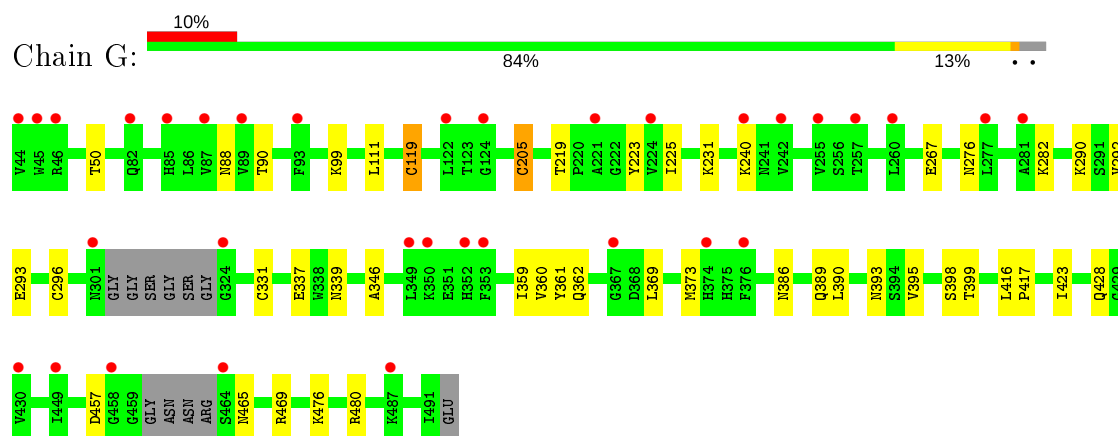 10%
Chain G:
84% 13% • •
V44 W45 R46 T50 Q82 H85 L86 V87 N88 V89 T90 F93 K99 L111 C119 L122 T123 G124 C205 T219 P220 A221 G222 Y223 V224 I225 K231 K240 N241 V242 V255 S256 T257 L260 E267 N276 L277 A281 K282 K290 S291 V292
E293 C296 N301 GLY GLY SER GLY SER GLY G324 C331 E337 W338 N339 A346 L349 K350 E351 H352 F353 I359 V360 Y361 Q362 G367 D368 L369 M373 H374 H375 F376 N386 Q389 L390 N393 S394 V395 S398 T399 L416 P417 I423 Q428
V430 I449 D457 G458 G459 GLY ASN ASN ARG S464 N465 R469 K476 R480 K487 I491 GLU